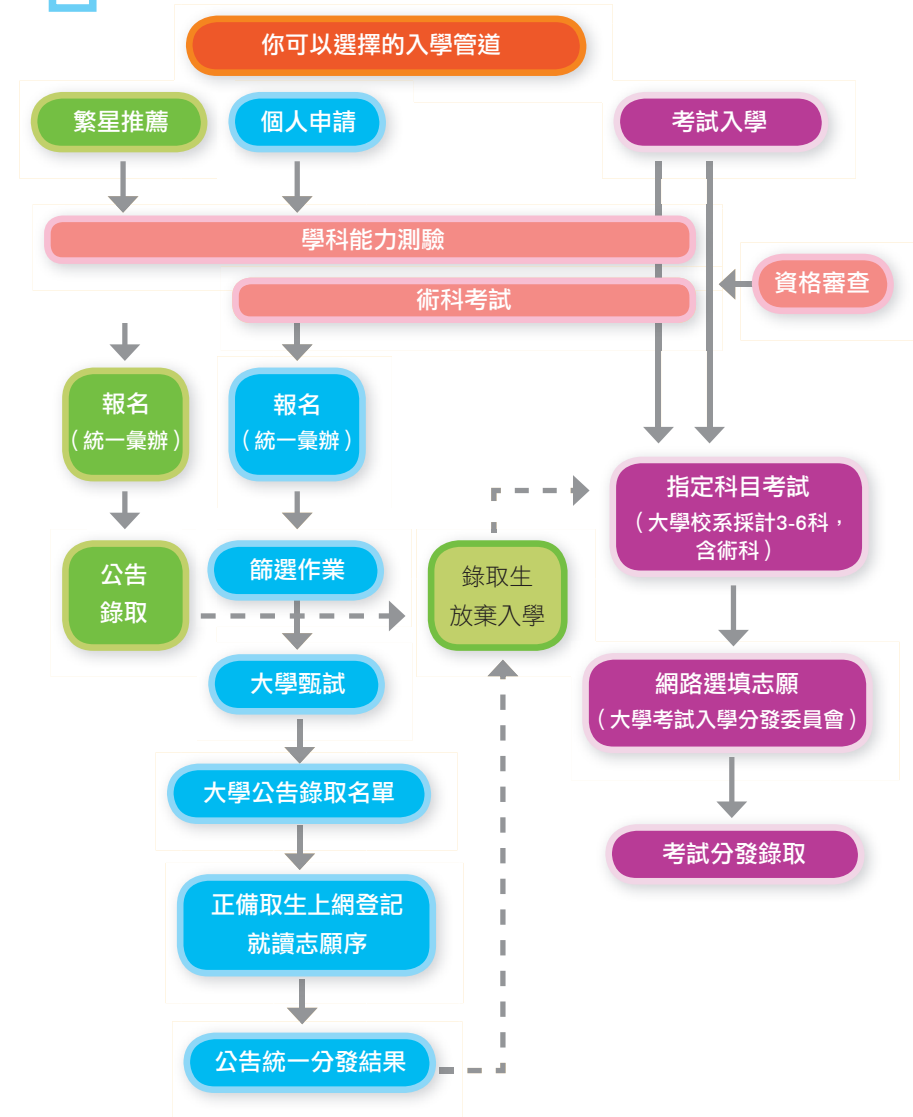 你可以選擇的入學管道
繁星推薦
個人申請
考試入學
學科能力測驗
資格審查
術科考試
報名
（統一彙辦）
報名
（統一彙辦）
指定科目考試
（大學校系採計3-6科，
含術科）
公告
錄取
篩選作業
錄取生
放棄入學
大學甄試
網路選填志願
（大學考試入學分發委員會）
大學公告錄取名單
考試分發錄取
正備取生上網登記
就讀志願序
公告統一分發結果